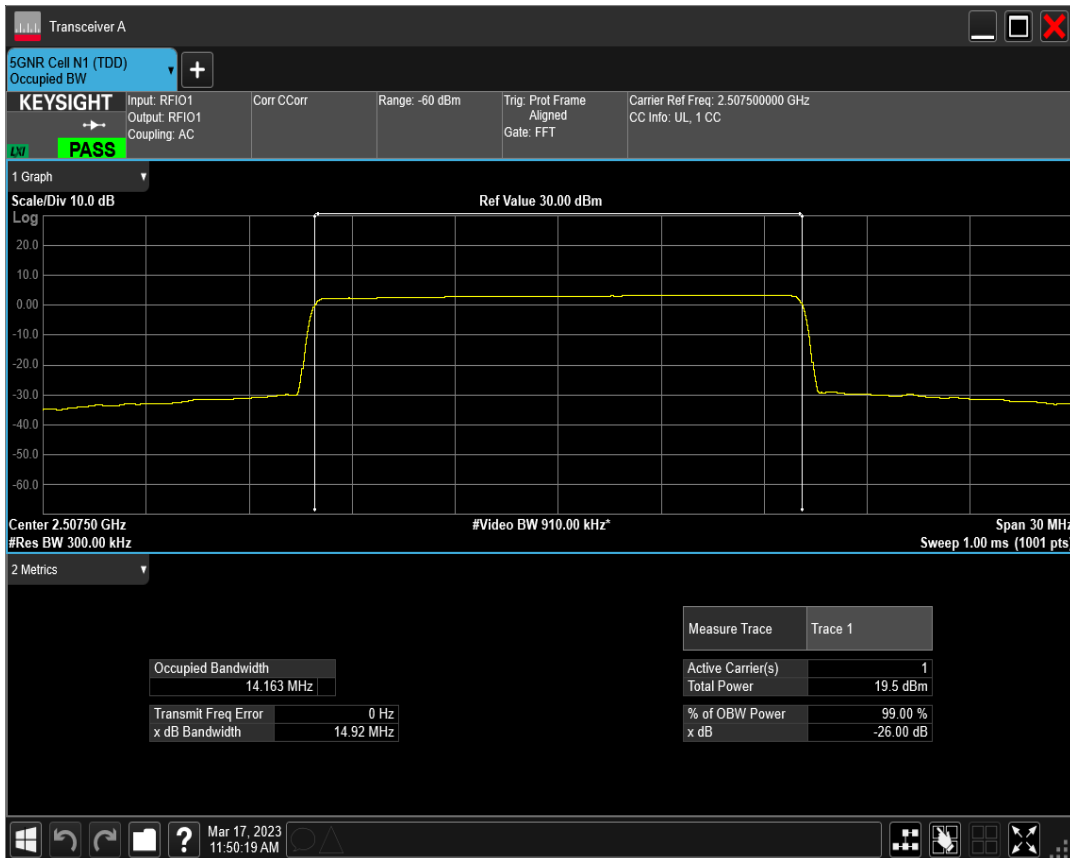 Transceiver A
5GNR Cell N1 (TDD)
Occupied BW
+
KEYSIGHT
LXI
PASS
Input: RFIO1
Output: RFIO1
Coupling: AC
Corr CCorr
Range: -60 dBm
Trig: Prot Frame
Aligned
Gate: FFT
Carrier Ref Freq: 2.507500000 GHz
CC Info: UL, 1 CC
1 Graph
Scale/Div 10.0 dB
Ref Value 30.00 dBm
Log
20.0
10.0
0.00
-10.0
-20.0
-30.0
-40.0
-50.0
-60.0
Center 2.50750 GHz
#Video BW 910.00 kHz*
Span 30 MHz
#Res BW 300.00 kHz
Sweep 1.00 ms (1001 pts)
2 Metrics
Measure Trace Trace 1
Occupied Bandwidth
14.163 MHz
Active Carrier(s) 1
Total Power 19.5 dBm
Transmit Freq Error 0 Hz
x dB Bandwidth 14.92 MHz
% of OBW Power 99.00 %
x dB -26.00 dB
?
Mar 17, 2023
11:50:19 AM